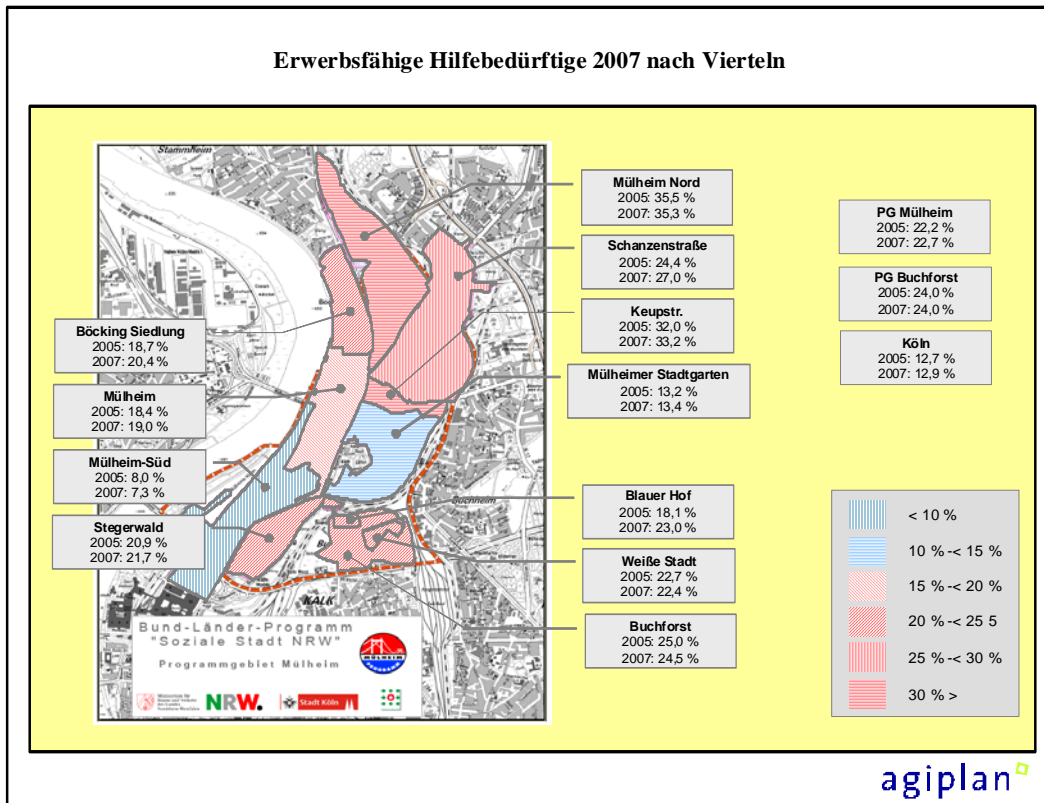 Erwerbsfähige Hilfebedürftige 2007 nach Vierteln
Stammheim
Mülheim Nord
2005: 35,5 %
2007: 35,3 %
Schanzenstraße
2005: 24,4 %
2007: 27,0 %
Keupstr.
2005: 32,0 %
2007: 33,2 %
Mülheimer Stadtgarten
2005: 13,2 %
2007: 13,4 %
PG Mülheim
2005: 22,2 %
2007: 22,7 %
PG Buchforst
2005: 24,0 %
2007: 24,0 %
Köln
2005: 12,7 %
2007: 12,9 %
Böcking Siedlung
2005: 18,7 %
2007: 20,4 %
Mülheim
2005: 18,4 %
2007: 19,0 %
Mülheim-Süd
2005: 8,0 %
2007: 7,3 %
Stegerwald
2005: 20,9 %
2007: 21,7 %
Buchheim
Blauer Hof
2005: 18,1 %
2007: 23,0 %
Weiße Stadt
2005: 22,7 %
2007: 22,4 %
Buchforst
2005: 25,0 %
2007: 24,5 %
KALK
< 10 %
10 % -< 15 %
15 % -< 20 %
20 % -< 25 5
25 % -< 30 %
30 % >
Bund-Länder-Programm
"Soziale Stadt NRW"
Programmgebiet Mülheim
MÜLHEIM
PROGRAMM
NRW.
Stadt Köln
agiplan